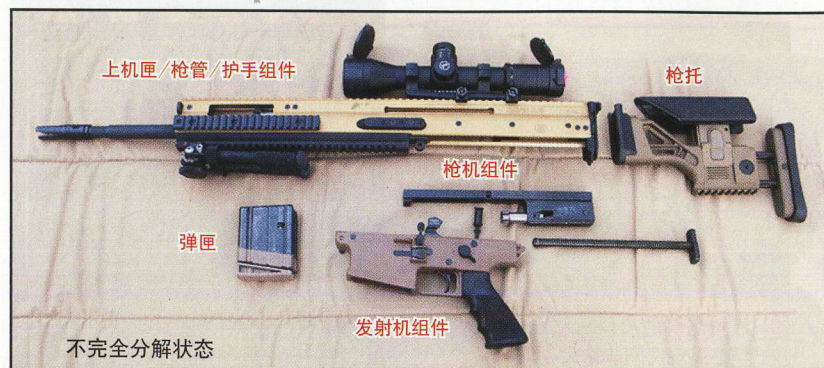 上机匣/枪管/护手组件
枪托
枪机组件
弹匣
发射机组件
不完全分解状态